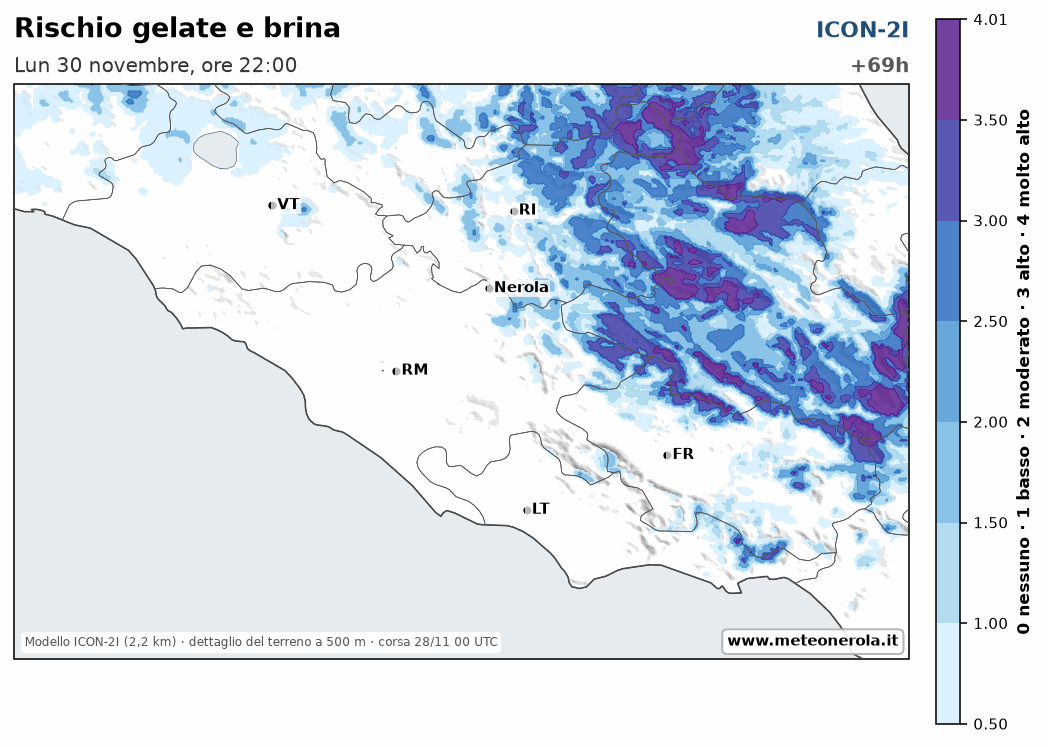 Rischio gelate e brina
ICON-2I
Lun 30 novembre, ore 22:00
+69h
4.01
3.50
3.00
2.50
2.00
1.50
1.00
0.50
0 nessuno · 1 basso · 2 moderato · 3 alto · 4 molto alto
VT
RI
Nerola
RM
FR
LT
Modello ICON-2I (2,2 km) · dettaglio del terreno a 500 m · corsa 28/11 00 UTC
www.meteonerola.it